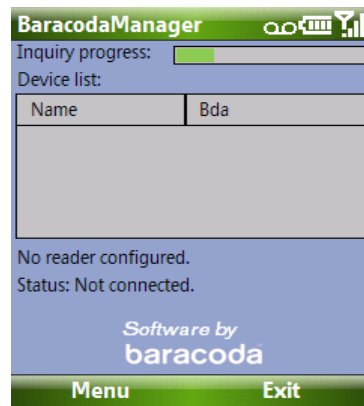 BaracodaManager
Inquiry progress:
Device list:
Name Bda
No reader configured.
Status: Not connected.
Software by
baracoda
Menu Exit